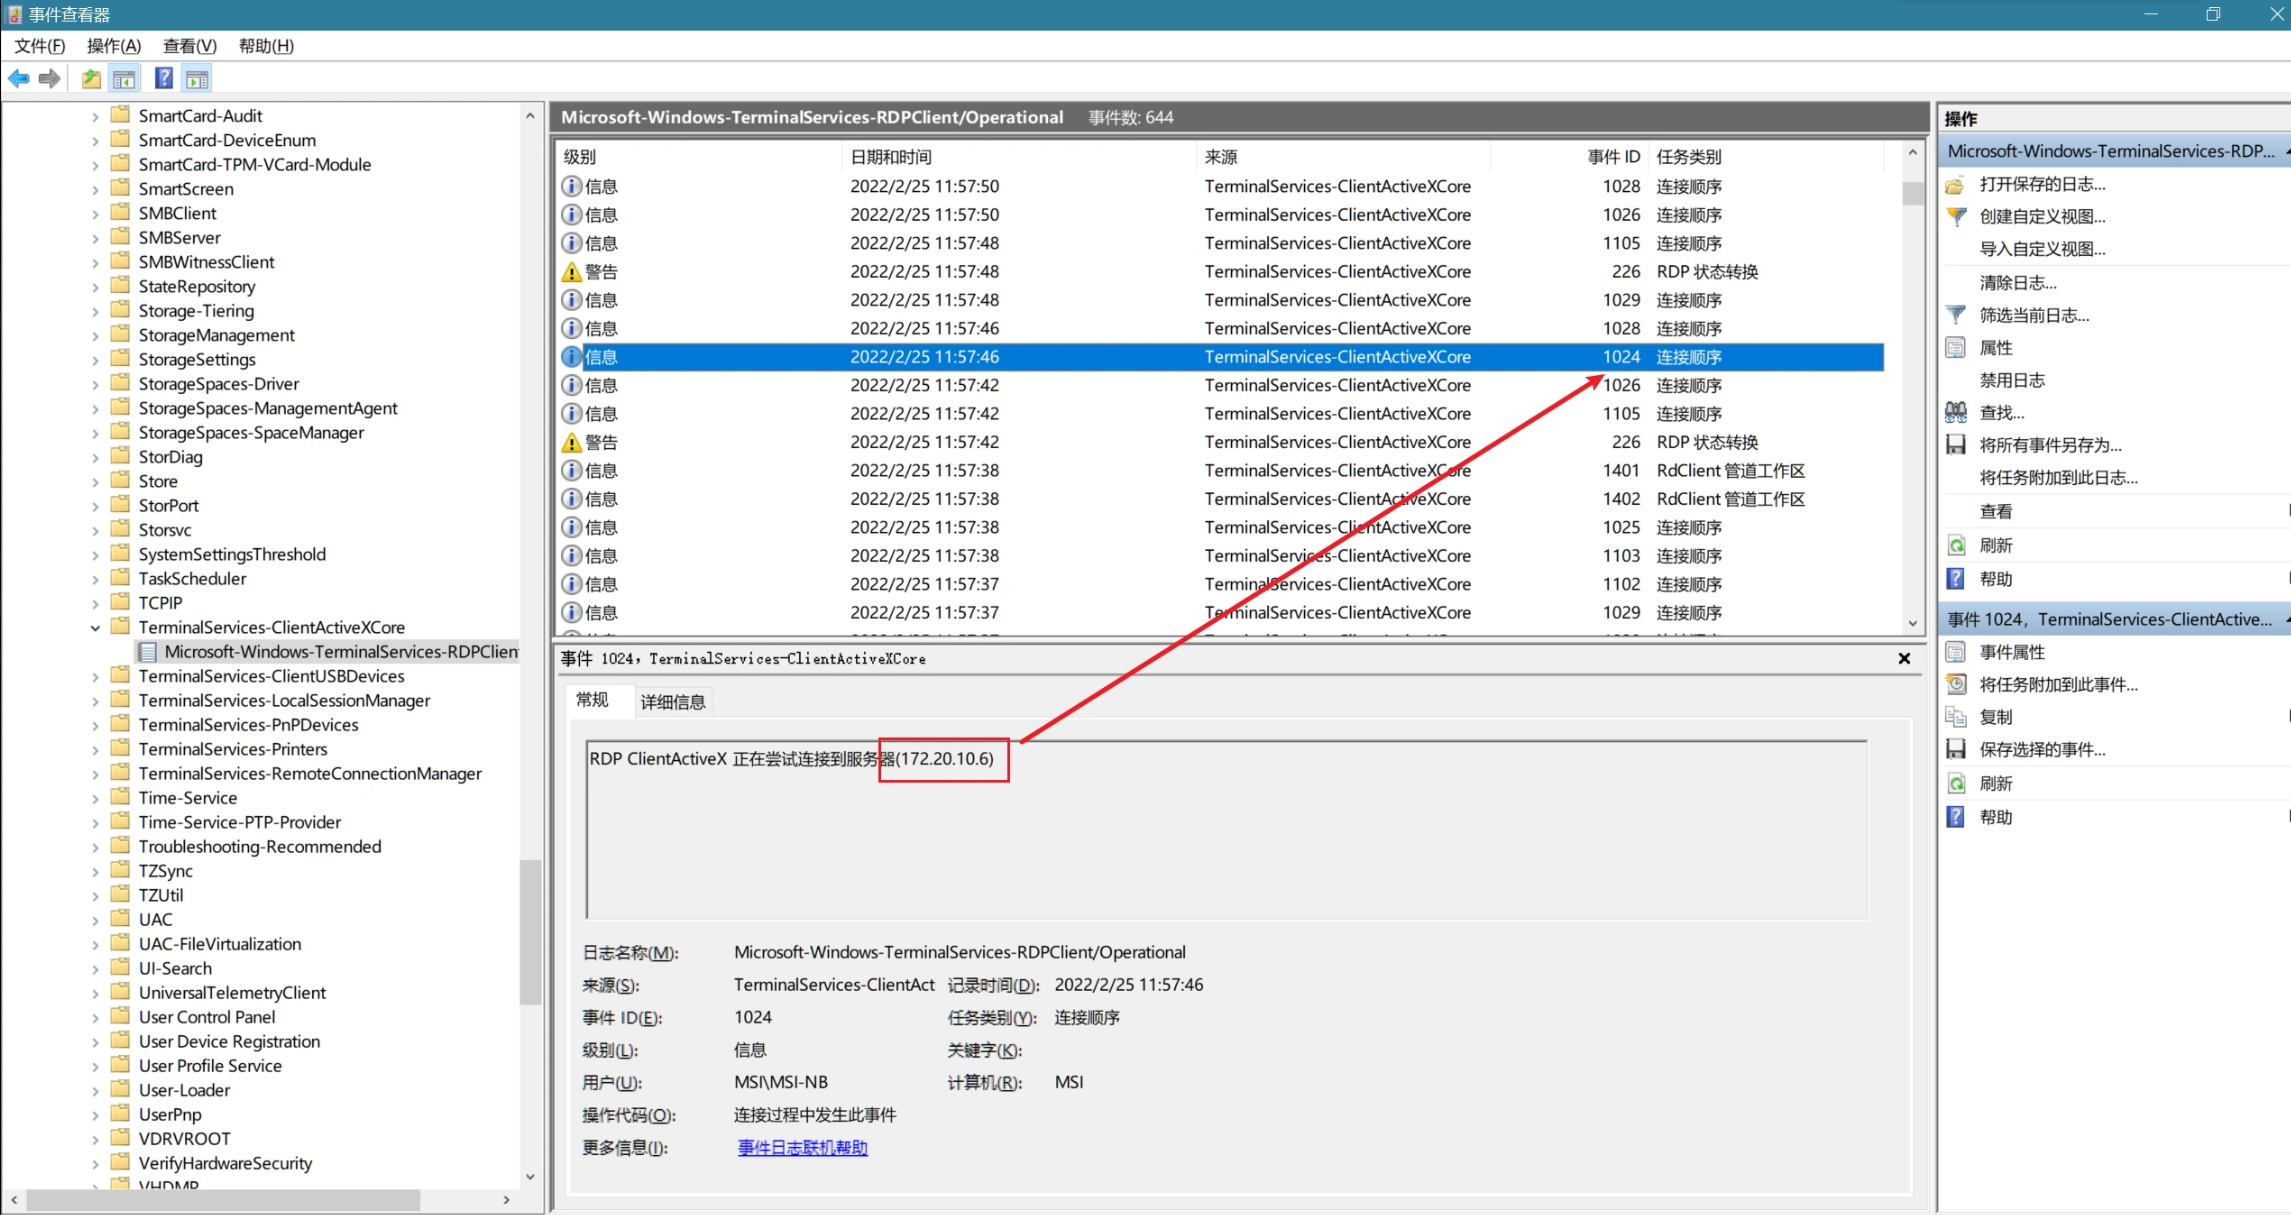 事件查看器
文件(F) 操作(A) 查看(V) 帮助(H)
SmartCard-Audit
SmartCard-DeviceEnum
SmartCard-TPM-VCard-Module
SmartScreen
SMBClient
SMBServer
SMBWitnessClient
StateRepository
Storage-Tiering
StorageManagement
StorageSettings
StorageSpaces-Driver
StorageSpaces-ManagementAgent
StorageSpaces-SpaceManager
StorDiag
Store
StorPort
Storsvc
SystemSettingsThreshold
TaskScheduler
TCPIP
TerminalServices-ClientActiveXCore
Microsoft-Windows-TerminalServices-RDPClien
TerminalServices-ClientUSBDevices
TerminalServices-LocalSessionManager
TerminalServices-PnPDevices
TerminalServices-Printers
TerminalServices-RemoteConnectionManager
Time-Service
Time-Service-PTP-Provider
Troubleshooting-Recommended
TZSync
TZUtil
UAC
UAC-FileVirtualization
UI-Search
UniversalTelemetryClient
User Control Panel
User Device Registration
User Profile Service
User-Loader
UserPnp
VDRVROOT
VerifyHardwareSecurity
VHDMP
Microsoft-Windows-TerminalServices-RDPClient/Operational 事件数: 644
级别 日期和时间 来源 事件 ID 任务类别
信息 2022/2/25 11:57:50 TerminalServices-ClientActiveXCore 1028 连接顺序
信息 2022/2/25 11:57:50 TerminalServices-ClientActiveXCore 1026 连接顺序
信息 2022/2/25 11:57:48 TerminalServices-ClientActiveXCore 1105 连接顺序
警告 2022/2/25 11:57:48 TerminalServices-ClientActiveXCore 226 RDP 状态转换
信息 2022/2/25 11:57:48 TerminalServices-ClientActiveXCore 1029 连接顺序
信息 2022/2/25 11:57:46 TerminalServices-ClientActiveXCore 1028 连接顺序
信息 2022/2/25 11:57:46 TerminalServices-ClientActiveXCore 1024 连接顺序
信息 2022/2/25 11:57:42 TerminalServices-ClientActiveXCore 1026 连接顺序
信息 2022/2/25 11:57:42 TerminalServices-ClientActiveXCore 1105 连接顺序
警告 2022/2/25 11:57:42 TerminalServices-ClientActiveXCore 226 RDP 状态转换
信息 2022/2/25 11:57:38 TerminalServices-ClientActiveXCore 1401 RdClient 管道工作区
信息 2022/2/25 11:57:38 TerminalServices-ClientActiveXCore 1402 RdClient 管道工作区
信息 2022/2/25 11:57:38 TerminalServices-ClientActiveXCore 1025 连接顺序
信息 2022/2/25 11:57:38 TerminalServices-ClientActiveXCore 1103 连接顺序
信息 2022/2/25 11:57:37 TerminalServices-ClientActiveXCore 1102 连接顺序
信息 2022/2/25 11:57:37 TerminalServices-ClientActiveXCore 1029 连接顺序
事件 1024，TerminalServices-ClientActiveXCore
常规 详细信息
RDP ClientActiveX 正在尝试连接到服务器(172.20.10.6)
日志名称(M): Microsoft-Windows-TerminalServices-RDPClient/Operational
来源(S): TerminalServices-ClientAct 记录时间(D): 2022/2/25 11:57:46
事件 ID(E): 1024 任务类别(Y): 连接顺序
级别(L): 信息 关键字(K):
用户(U): MSI\MSI-NB 计算机(R): MSI
操作代码(O): 连接过程中发生此事件
更多信息(I): 事件日志联机帮助
操作
Microsoft-Windows-TerminalServices-RDP...
打开保存的日志...
创建自定义视图...
导入自定义视图...
清除日志...
筛选当前日志...
属性
禁用日志
查找...
将所有事件另存为...
将任务附加到此日志...
查看
刷新
帮助
事件 1024，TerminalServices-ClientActive...
事件属性
将任务附加到此事件...
复制
保存选择的事件...
刷新
帮助